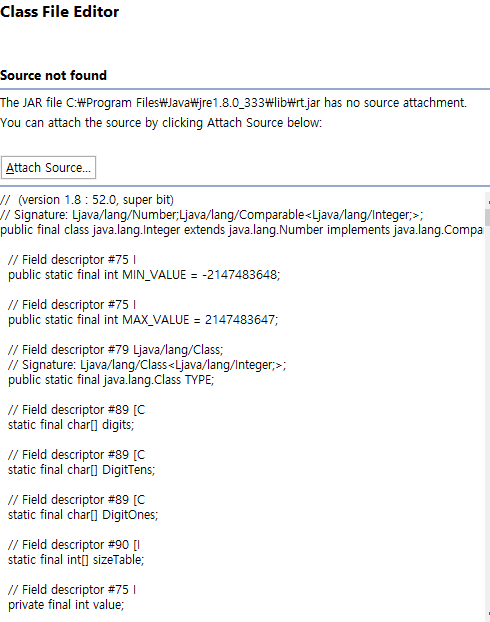 Class File Editor
Source not found
The JAR file C:₩Program Files₩Java₩jre1.8.0_333₩lib₩rt.jar has no source attachment.
You can attach the source by clicking Attach Source below:
Attach Source...
// (version 1.8 : 52.0, super bit)
// Signature: Ljava/lang/Number;Ljava/lang/Comparable<Ljava/lang/Integer;>;
public final class java.lang.Integer extends java.lang.Number implements java.lang.Compa
// Field descriptor #75 I
public static final int MIN_VALUE = -2147483648;
// Field descriptor #75 I
public static final int MAX_VALUE = 2147483647;
// Field descriptor #79 Ljava/lang/Class;
// Signature: Ljava/lang/Class<Ljava/lang/Integer;>;
public static final java.lang.Class TYPE;
// Field descriptor #89 [C
static final char[] digits;
// Field descriptor #89 [C
static final char[] DigitTens;
// Field descriptor #89 [C
static final char[] DigitOnes;
// Field descriptor #90 [I
static final int[] sizeTable;
// Field descriptor #75 I
private final int value;